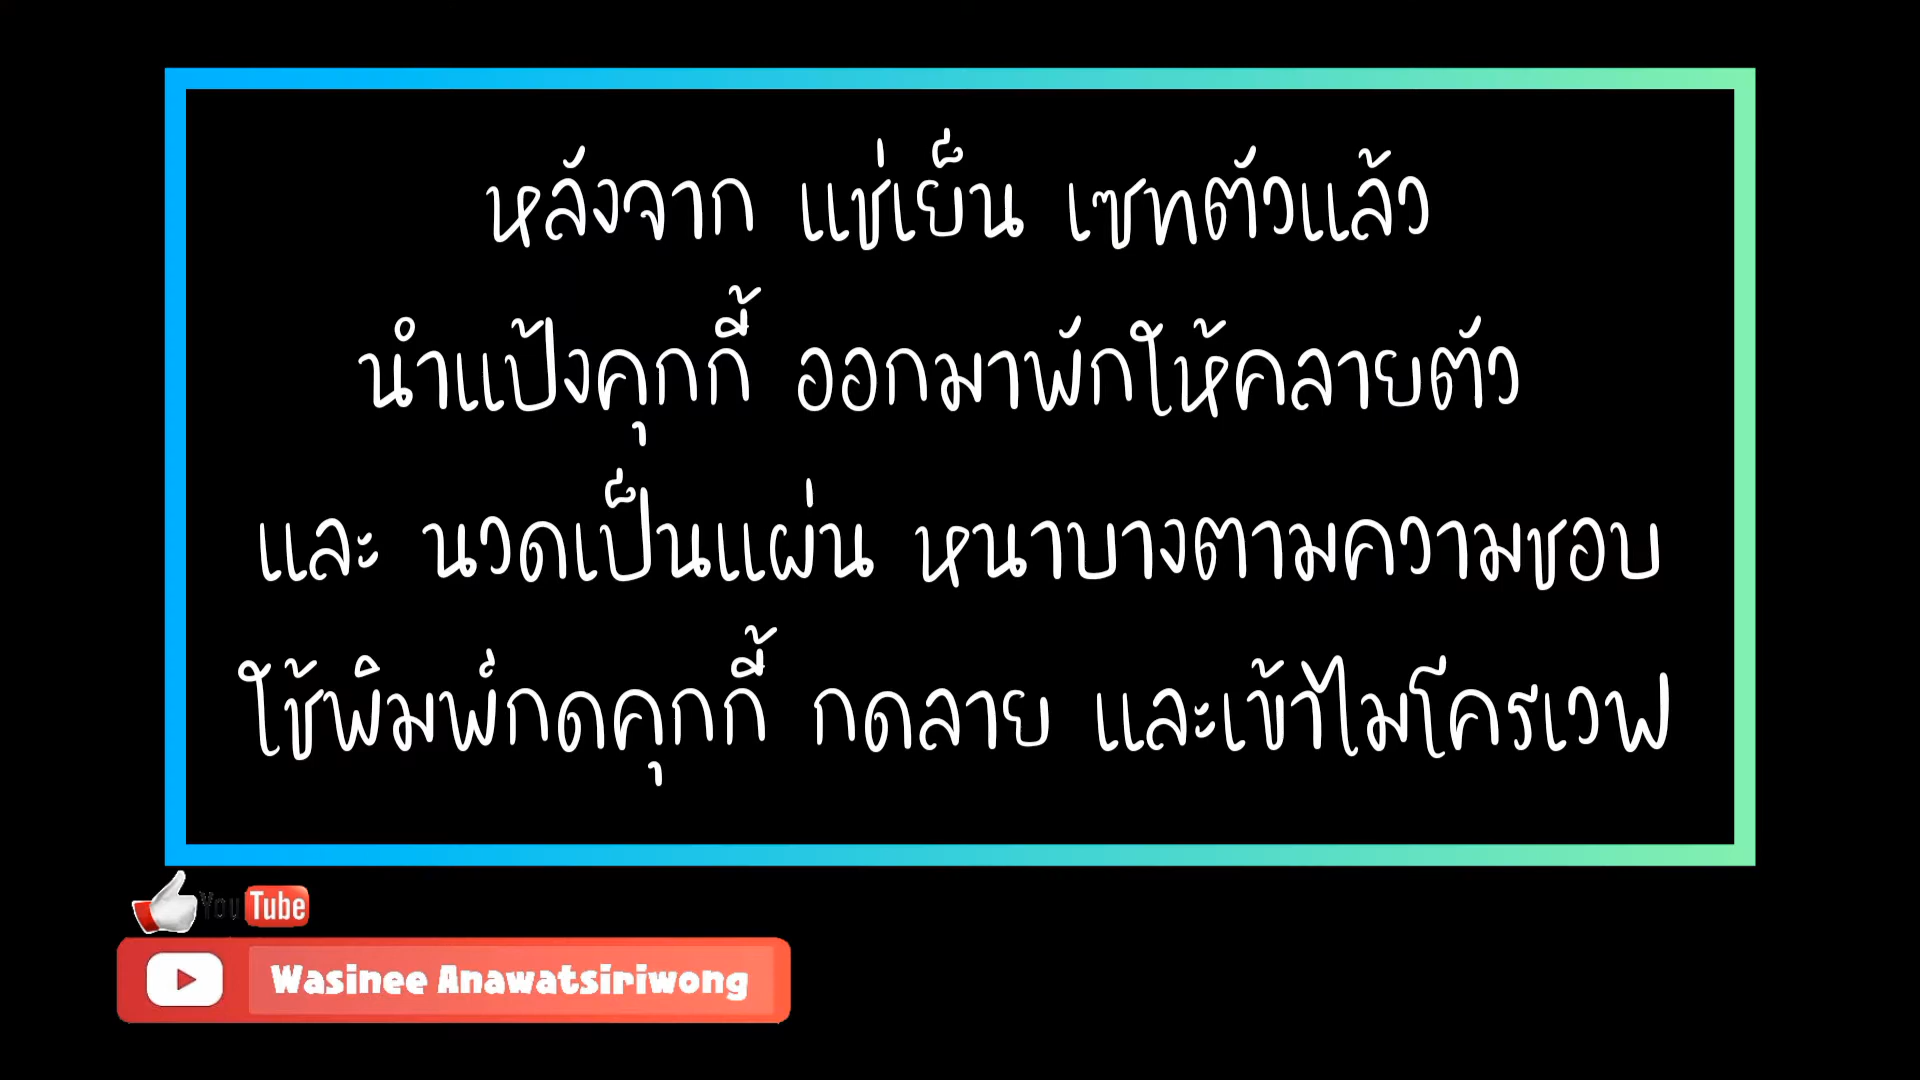 หลังจาก แช่เย็น เซทตัวแล้ว
นำแป้งคุกกี้ ออกมาพักให้คลายตัว
และ นวดเป็นแผ่น หนาบางตามความชอบ
ใช้พิมพ์กดคุกกี้ กดลาย และเข้าไมโครเวฟ
YouTube
Wasinee Anawatsiriwong